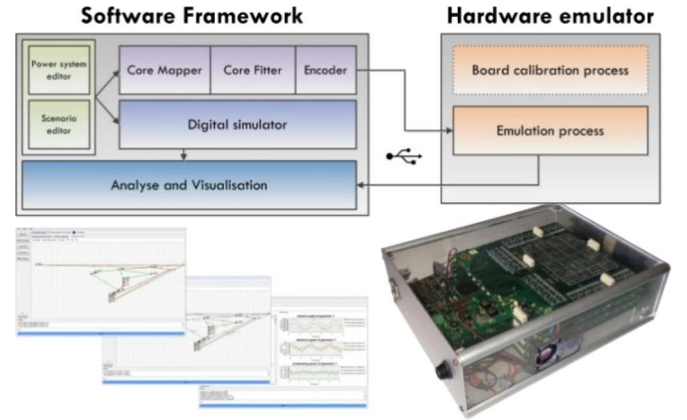 Software Framework
Hardware emulator
Power system
editor
Core Mapper
Core Fitter
Encoder
Board calibration process
Scenario
editor
Digital simulator
Emulation process
Analyse and Visualisation